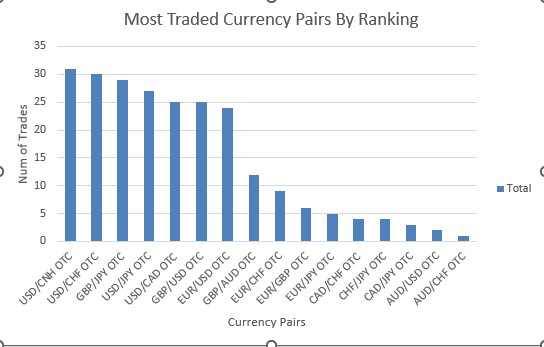 Most Traded Currency Pairs By Ranking
35
30
25
20
15
10
5
0
Num of Trades
USD/CNH OTC
USD/CHF OTC
GBP/JPY OTC
USD/JPY OTC
USD/CAD OTC
GBP/USD OTC
EUR/USD OTC
GBP/AUD OTC
EUR/CHF OTC
EUR/GBP OTC
EUR/JPY OTC
CAD/CHF OTC
CHF/JPY OTC
CAD/JPY OTC
AUD/USD OTC
AUD/CHF OTC
Currency Pairs
Total